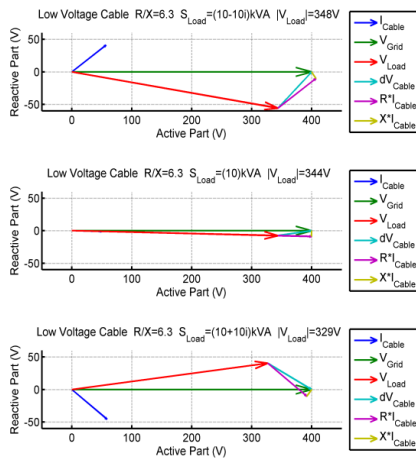 Low Voltage Cable R/X=6.3 S_Load=(10-10i)kVA |V_Load|=348V
Reactive Part (V)
50
0
-50
0 100 200 300 400
Active Part (V)
I_Cable
V_Grid
V_Load
dV_Cable
R*I_Cable
X*I_Cable
Low Voltage Cable R/X=6.3 S_Load=(10)kVA |V_Load|=344V
Reactive Part (V)
50
0
-50
0 100 200 300 400
Active Part (V)
I_Cable
V_Grid
V_Load
dV_Cable
R*I_Cable
X*I_Cable
Low Voltage Cable R/X=6.3 S_Load=(10+10i)kVA |V_Load|=329V
Reactive Part (V)
50
0
-50
0 100 200 300 400
Active Part (V)
I_Cable
V_Grid
V_Load
dV_Cable
R*I_Cable
X*I_Cable